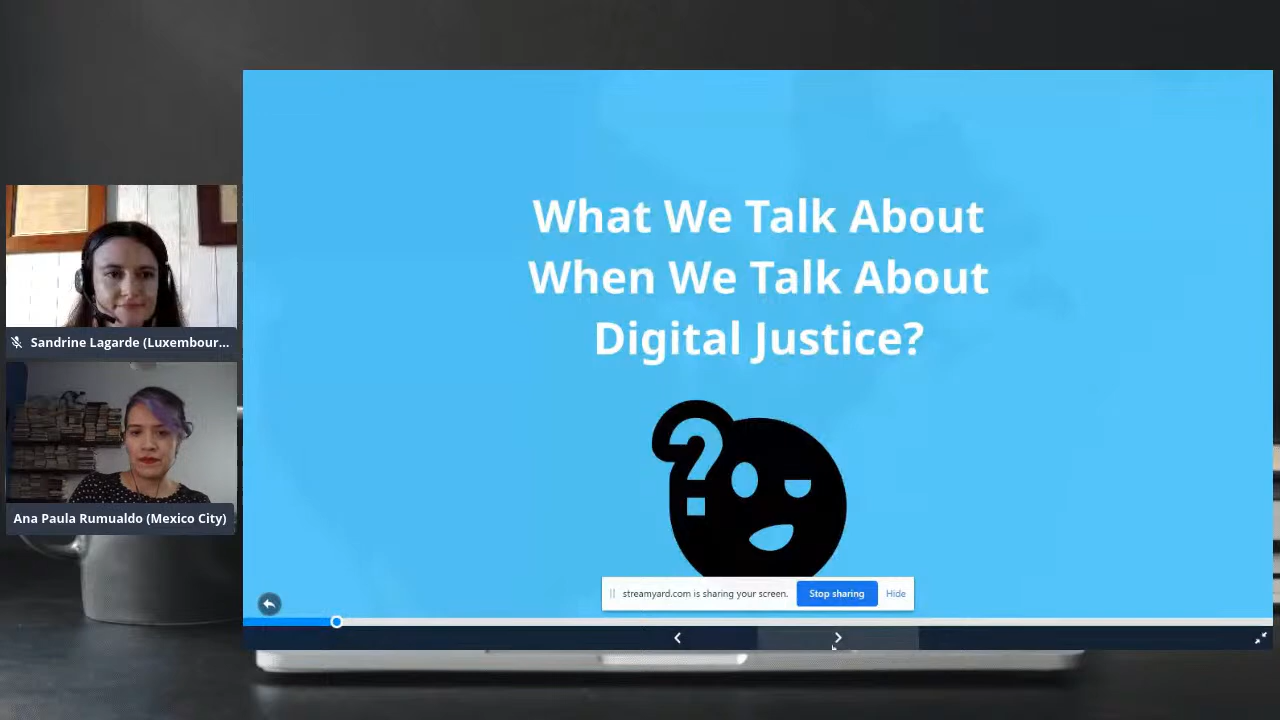 What We Talk About
When We Talk About
Digital Justice?
Sandrine Lagarde (Luxembour...
Ana Paula Rumualdo (Mexico City)
streamyard.com is sharing your screen.
Stop sharing
Hide